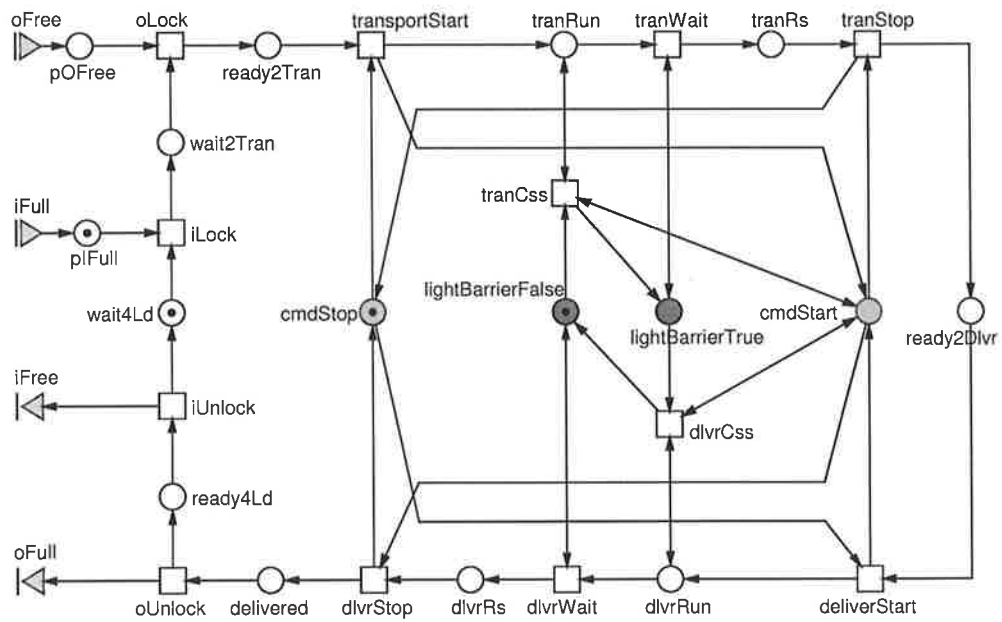 oFree
oLock
transportStart
tranRun
tranWait
tranRs
tranStop
pOFree
ready2Tran
wait2Tran
tranCss
iFull
iLock
pIFull
lightBarrierFalse
wait4Ld
cmdStop
cmdStart
lightBarrierTrue
ready2Dlvr
iFree
iUnlock
dlvrCss
ready4Ld
oFull
oUnlock
delivered
dlvrStop
dlvrRs
dlvrWait
dlvrRun
deliverStart